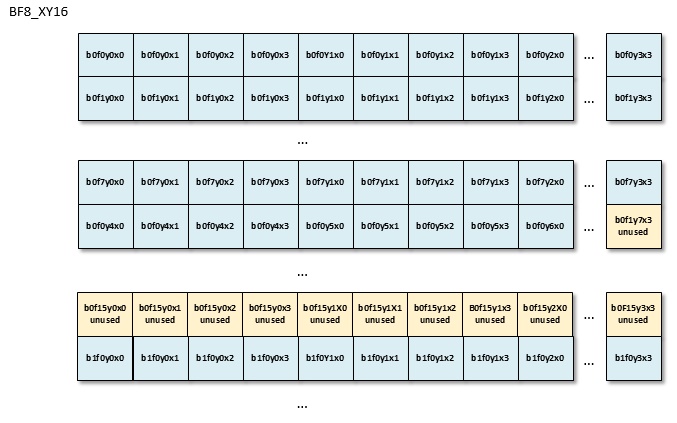 BF8_XY16
b0f0y0x0 b0f0y0x1 b0f0y0x2 b0f0y0x3 b0f0Y1x0 b0f0y1x1 b0f0y1x2 b0f0y1x3 b0f0y2x0 ... b0f0y3x3
b0f1y0x0 b0f1y0x1 b0f1y0x2 b0f1y0x3 b0f1y1x0 b0f1y1x1 b0f1y1x2 b0f1y1x3 b0f1y2x0 ... b0f1y3x3
...
b0f7y0x0 b0f7y0x1 b0f7y0x2 b0f7y0x3 b0f7y1x0 b0f7y1x1 b0f7y1x2 b0f7y1x3 b0f7y2x0 ... b0f7y3x3
b0f0y4x0 b0f0y4x1 b0f0y4x2 b0f0y4x3 b0f0y5x0 b0f0y5x1 b0f0y5x2 b0f0y5x3 b0f0y6x0 ... b0f1y7x3
unused
...
b0f15y0x0 b0f15y0x1 b0f15y0x2 b0f15y0x3 b0f15y1X0 b0f15y1X1 b0f15y1x2 B0f15y1x3 b0f15y2X0 ... b0F15y3x3
unused unused unused unused unused unused unused unused unused unused
b1f0y0x0 b1f0y0x1 b1f0y0x2 b1f0y0x3 b1f0Y1x0 b1f0y1x1 b1f0y1x2 b1f0y1x3 b1f0y2x0 ... b1f0y3x3
...